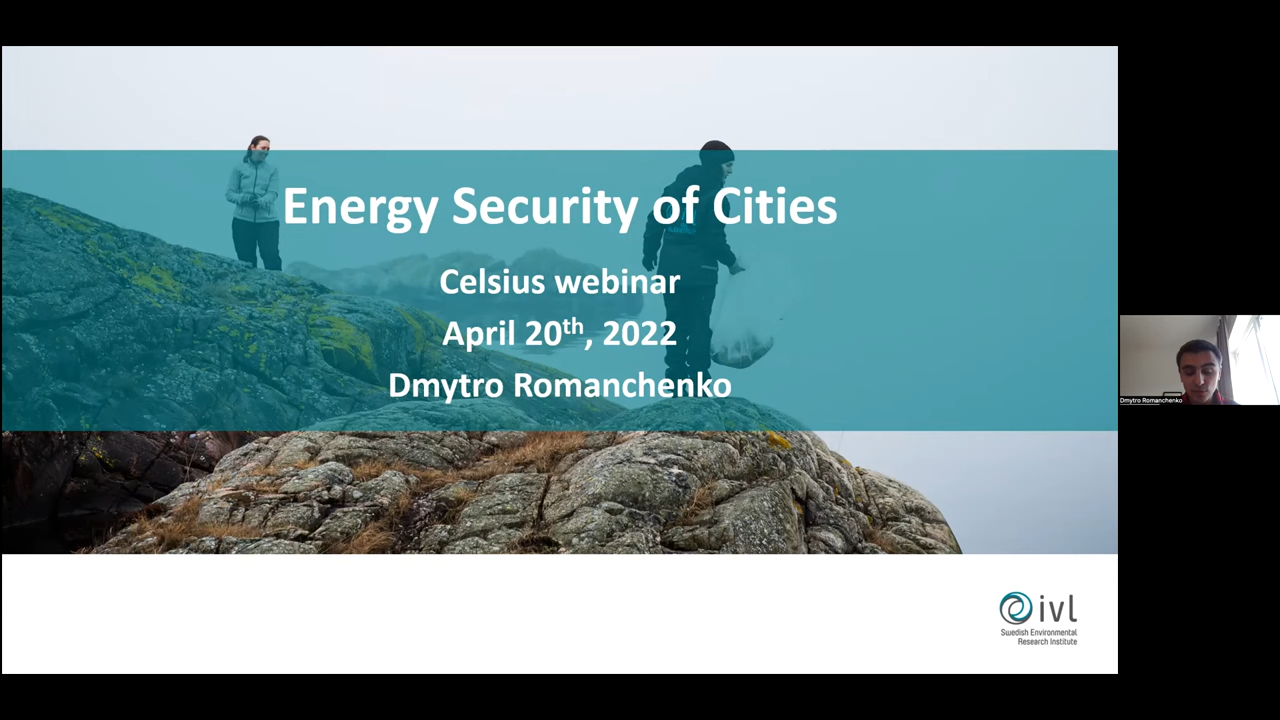 Energy Security of Cities
Celsius webinar
April 20th, 2022
Dmytro Romanchenko
Dmytro Romanchenko
ivl
Swedish Environmental
Research Institute